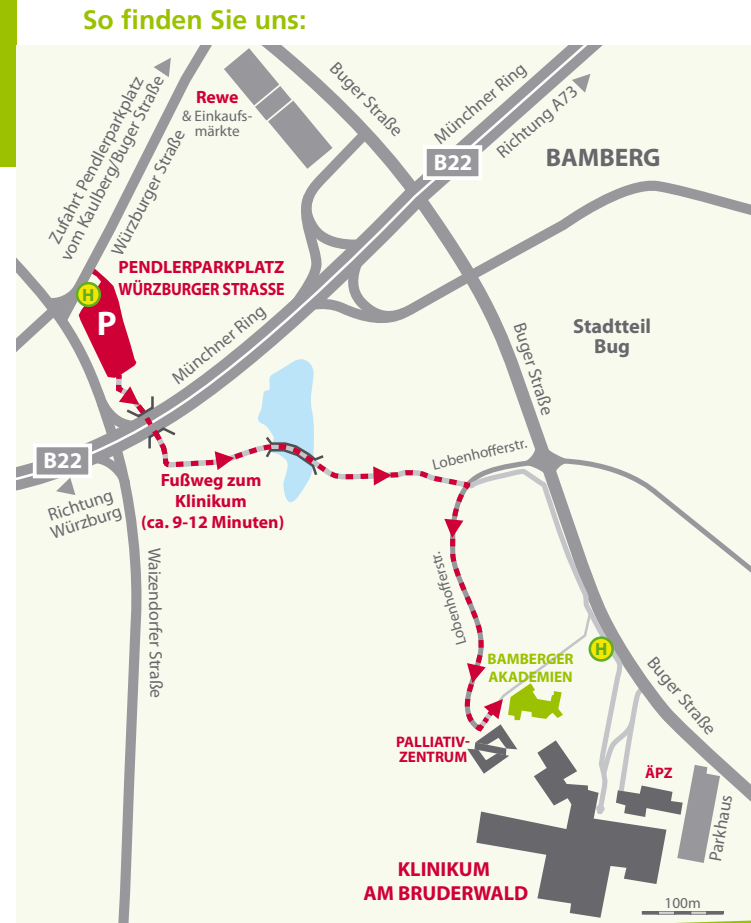 So finden Sie uns:
Zufahrt Pendlerparkplatz
vom Kaulberg/Buger Straße
Würzburger Straße
Rewe
& Einkaufs-
märkte
Buger Straße
Münchner Ring
Richtung A73
B22
BAMBERG
PENDLERPARKPLATZ
WÜRZBURGER STRASSE
H
P
Münchner Ring
Buger Straße
Stadtteil
Bug
B22
Richtung
Würzburg
Fußweg zum
Klinikum
(ca. 9-12 Minuten)
Lobenhofferstr.
Waizendorfer Straße
Lobenhofferstr.
H
BAMBERGER
AKADEMIEN
Buger Straße
PALLIATIV-
ZENTRUM
ÄPZ
Parkhaus
KLINIKUM
AM BRUDERWALD
100m